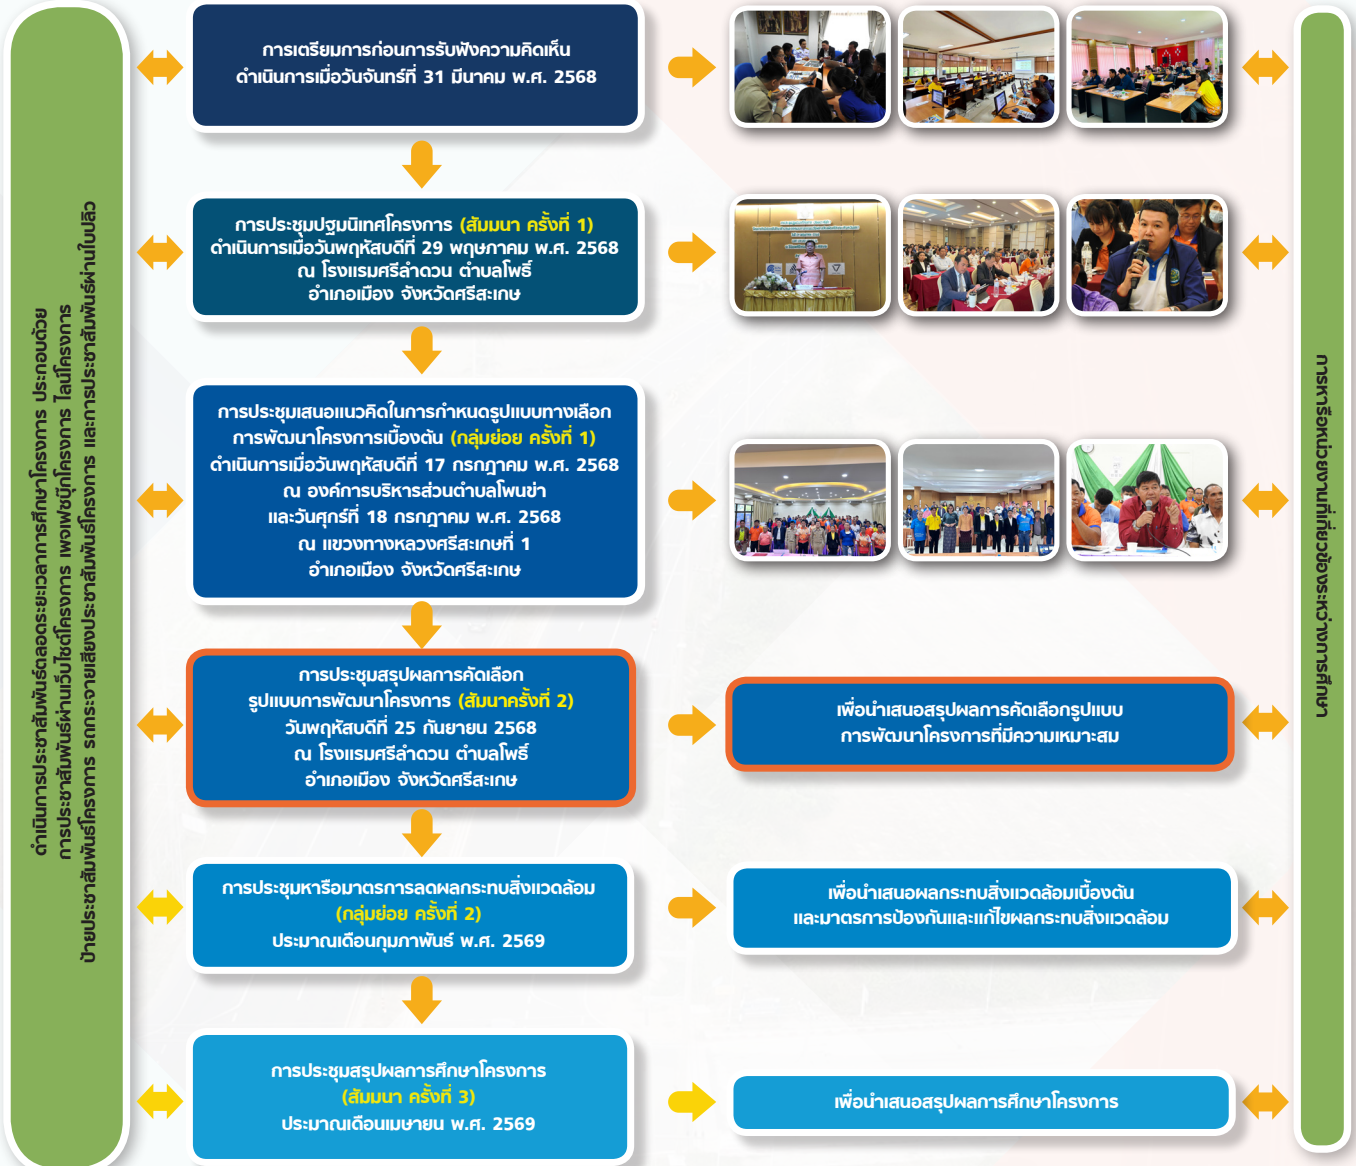 ดำเนินการประชาสัมพันธ์ตลอดระยะเวลาการศึกษาโครงการ ประกอบด้วย
การประชาสัมพันธ์ผ่านเว็บไซต์โครงการ เพจเฟซบุ๊กโครงการ ไลน์โครงการ
ป้ายประชาสัมพันธ์โครงการ รถกระจายเสียงประชาสัมพันธ์โครงการ และการประชาสัมพันธ์ผ่านใบปลิว
การเตรียมการก่อนการรับฟังความคิดเห็น
ดำเนินการเมื่อวันจันทร์ที่ 31 มีนาคม พ.ศ. 2568
การประชุมปฐมนิเทศโครงการ (สัมมนา ครั้งที่ 1)
ดำเนินการเมื่อวันพฤหัสบดีที่ 29 พฤษภาคม พ.ศ. 2568
ณ โรงแรมศรีลำดวน ตำบลโพธิ์
อำเภอเมือง จังหวัดศรีสะเกษ
การประชุมเสนอแนวคิดในการกำหนดรูปแบบทางเลือก
การพัฒนาโครงการเบื้องต้น (กลุ่มย่อย ครั้งที่ 1)
ดำเนินการเมื่อวันพฤหัสบดีที่ 17 กรกฎาคม พ.ศ. 2568
ณ องค์การบริหารส่วนตำบลโพนข่า
และวันศุกร์ที่ 18 กรกฎาคม พ.ศ. 2568
ณ แขวงทางหลวงศรีสะเกษที่ 1
อำเภอเมือง จังหวัดศรีสะเกษ
การประชุมสรุปผลการคัดเลือก
รูปแบบการพัฒนาโครงการ (สัมนาครั้งที่ 2)
วันพฤหัสบดีที่ 25 กันยายน 2568
ณ โรงแรมศรีลำดวน ตำบลโพธิ์
อำเภอเมือง จังหวัดศรีสะเกษ
เพื่อนำเสนอสรุปผลการคัดเลือกรูปแบบ
การพัฒนาโครงการที่มีความเหมาะสม
การประชุมหารือมาตรการลดผลกระทบสิ่งแวดล้อม
(กลุ่มย่อย ครั้งที่ 2)
ประมาณเดือนกุมภาพันธ์ พ.ศ. 2569
เพื่อนำเสนอผลกระทบสิ่งแวดล้อมเบื้องต้น
และมาตรการป้องกันและแก้ไขผลกระทบสิ่งแวดล้อม
การประชุมสรุปผลการศึกษาโครงการ
(สัมมนา ครั้งที่ 3)
ประมาณเดือนเมษายน พ.ศ. 2569
เพื่อนำเสนอสรุปผลการศึกษาโครงการ
การหารือหน่วยงานที่เกี่ยวข้องระหว่างการศึกษา